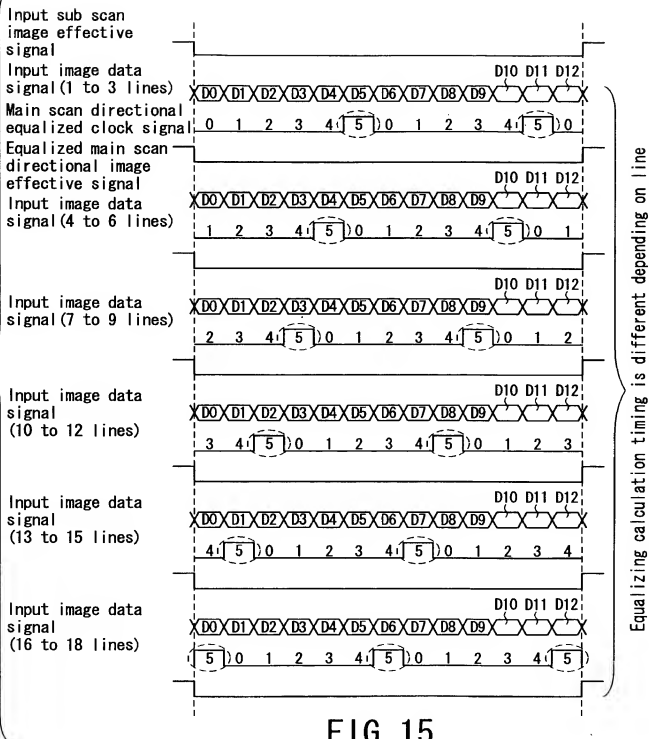 Input sub scan
image effective
signal
Input image data
signal(1 to 3 lines)
D10 D11 D12
D0 D1 D2 D3 D4 D5 D6 D7 D8 D9
Main scan directional
equalized clock signal
0 1 2 3 4 5 0 1 2 3 4 5 0
Equalized main scan
directional image
effective signal
Input image data
signal(4 to 6 lines)
D10 D11 D12
D0 D1 D2 D3 D4 D5 D6 D7 D8 D9
1 2 3 4 5 0 1 2 3 4 5 0 1
Input image data
signal(7 to 9 lines)
D10 D11 D12
D0 D1 D2 D3 D4 D5 D6 D7 D8 D9
2 3 4 5 0 1 2 3 4 5 0 1 2
Input image data
signal
(10 to 12 lines)
D10 D11 D12
D0 D1 D2 D3 D4 D5 D6 D7 D8 D9
3 4 5 0 1 2 3 4 5 0 1 2 3
Input image data
signal
(13 to 15 lines)
D10 D11 D12
D0 D1 D2 D3 D4 D5 D6 D7 D8 D9
4 5 0 1 2 3 4 5 0 1 2 3 4
Input image data
signal
(16 to 18 lines)
D10 D11 D12
D0 D1 D2 D3 D4 D5 D6 D7 D8 D9
5 0 1 2 3 4 5 0 1 2 3 4 5
Equalizing calculation timing is different depending on line
FIG. 15